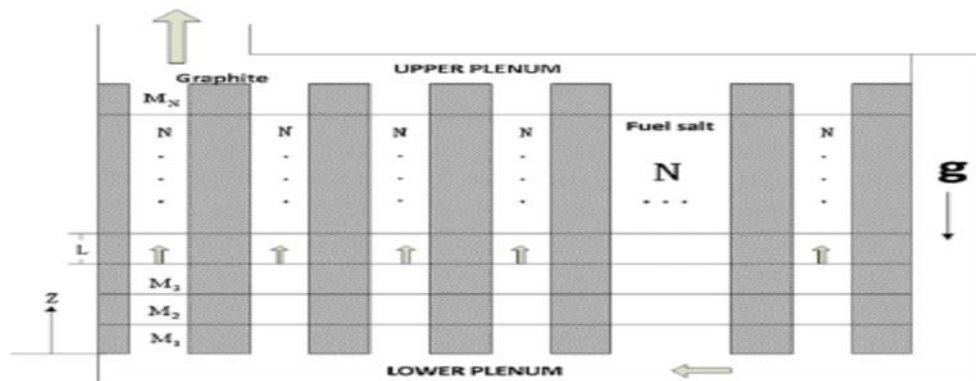 UPPER PLENUM
Graphite
M_N
N N N N N
Fuel salt
N
g
L
Z
M_3
M_2
M_1
LOWER PLENUM